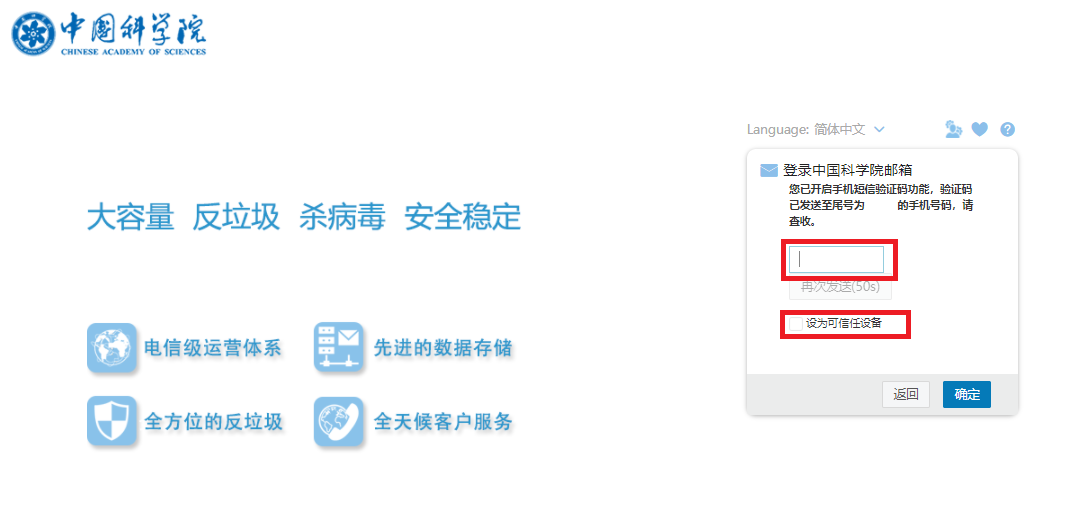 中国科学院
CHINESE ACADEMY OF SCIENCES
Language: 简体中文
登录中国科学院邮箱
您已开启手机短信验证码功能，验证码
已发送至尾号为 的手机号码，请
查收。
再次发送(50s)
设为可信任设备
返回 确定
大容量 反垃圾 杀病毒 安全稳定
电信级运营体系 先进的数据存储
全方位的反垃圾 全天候客户服务